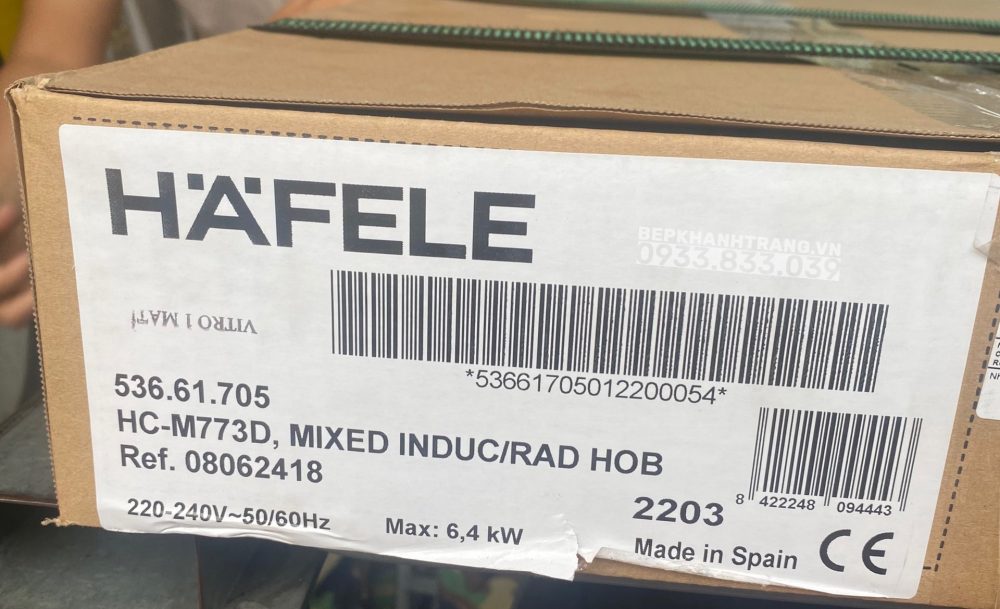 HÄFELE
BEPKHANHTRANG.VN
0933.833.039
VITRO 1 MẶT
*53661705012200054*
536.61.705
HC-M773D, MIXED INDUC/RAD HOB
Ref. 08062418
2203
8 422248 094443
220-240V~50/60Hz
Max: 6,4 kW
Made in Spain
CE